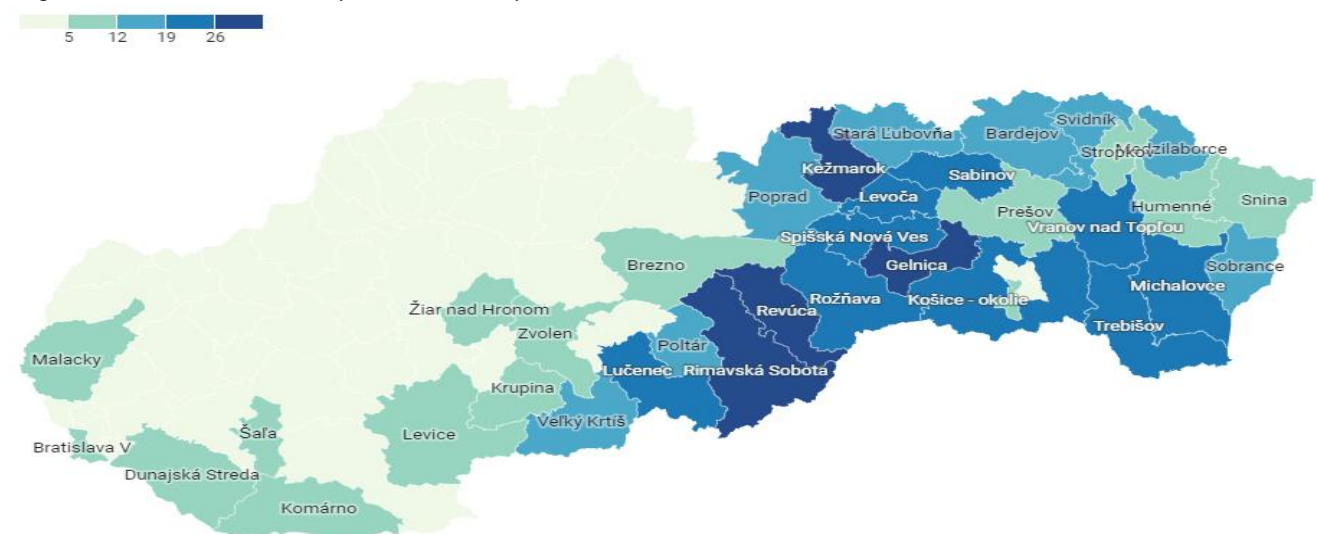 5 12 19 26
Svidník
Stará Ľubovňa
Bardejov
Stropkov
Medzilaborce
Kežmarok
Sabinov
Poprad
Levoča
Snina
Humenné
Prešov
Vranov nad Topľou
Spišská Nová Ves
Brezno
Gelnica
Sobrance
Michalovce
Rožňava
Košice - okolie
Žiar nad Hronom
Revúca
Trebišov
Zvolen
Poltár
Malacky
Lučenec
Rimavská Sobota
Krupina
Veľký Krtíš
Šaľa
Levice
Bratislava V
Dunajská Streda
Komárno